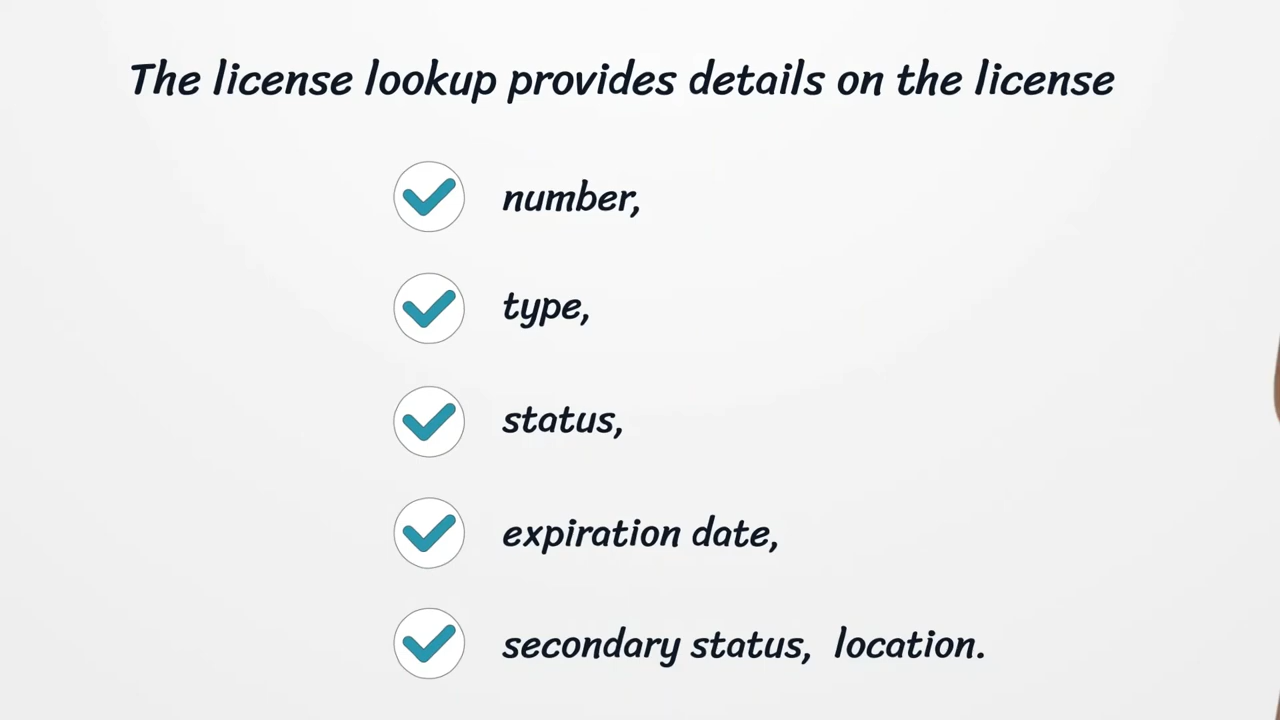 The license lookup provides details on the license
number,
type,
status,
expiration date,
secondary status, location.